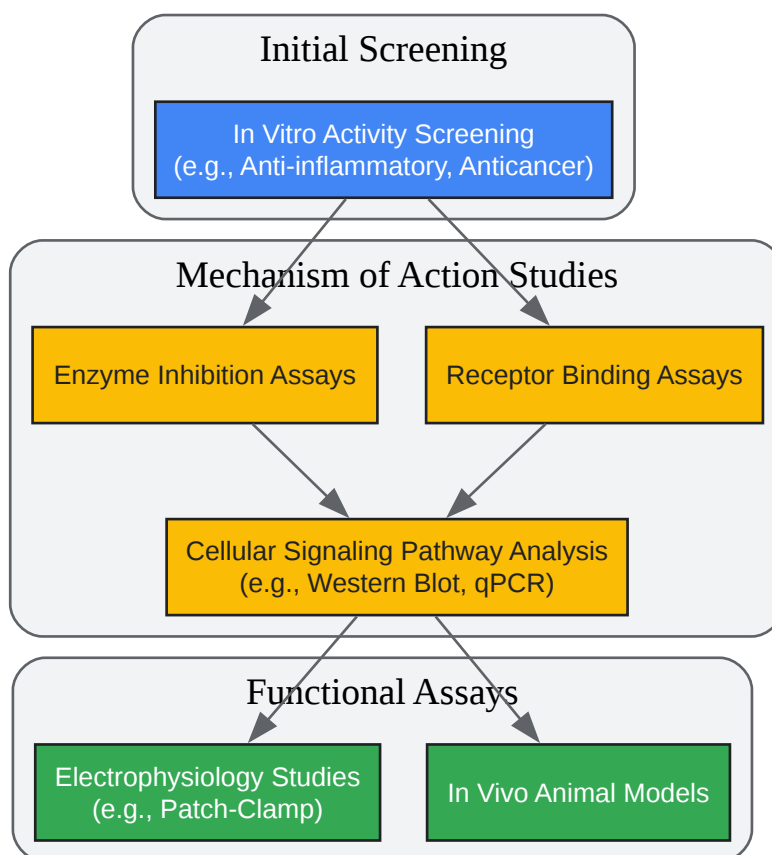 Initial Screening
In Vitro Activity Screening
(e.g., Anti-inflammatory, Anticancer)
Mechanism of Action Studies
Enzyme Inhibition Assays
Receptor Binding Assays
Cellular Signaling Pathway Analysis
(e.g., Western Blot, qPCR)
Functional Assays
Electrophysiology Studies
(e.g., Patch-Clamp)
In Vivo Animal Models